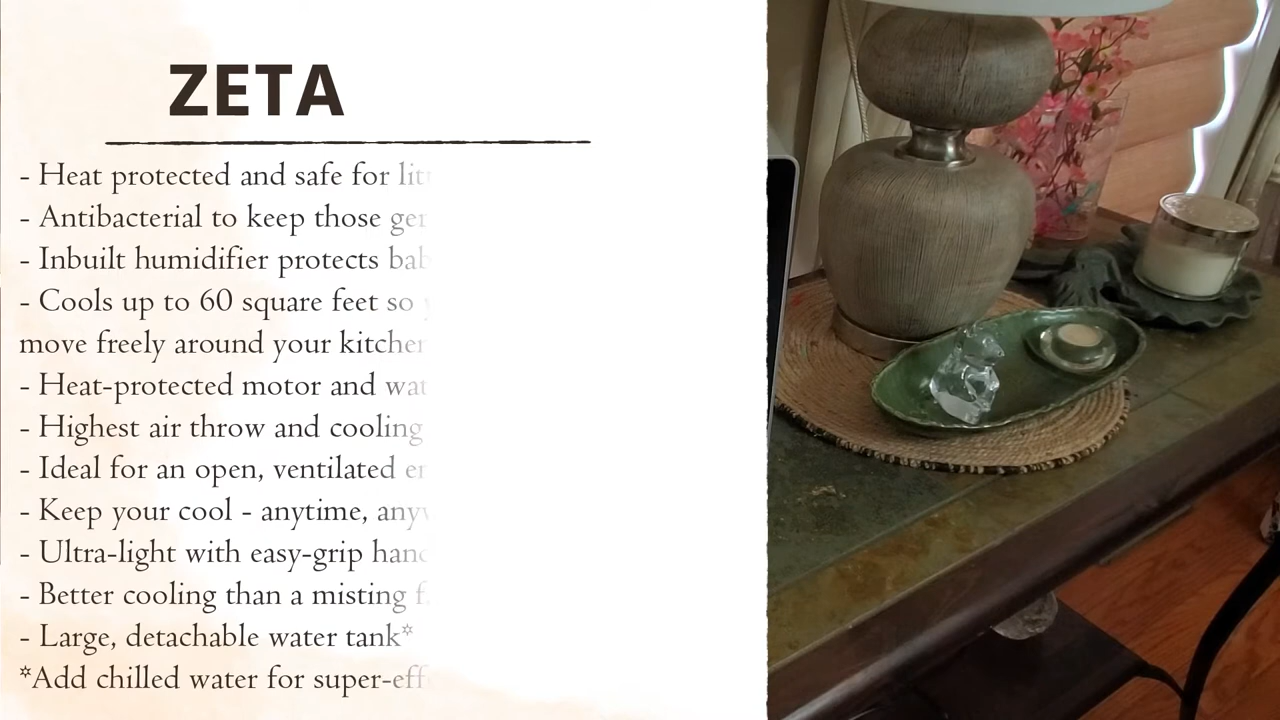 ZETA
- Heat protected and safe for
- Antibacterial to keep those
- Inbuilt humidifier protects
- Cools up to 60 square feet so
move freely around your kitchen
- Heat-protected motor and
- Highest air throw and cooling
- Ideal for an open, ventilated
- Keep your cool - anytime,
- Ultra-light with easy-grip
- Better cooling than a misting
- Large, detachable water tank*
*Add chilled water for